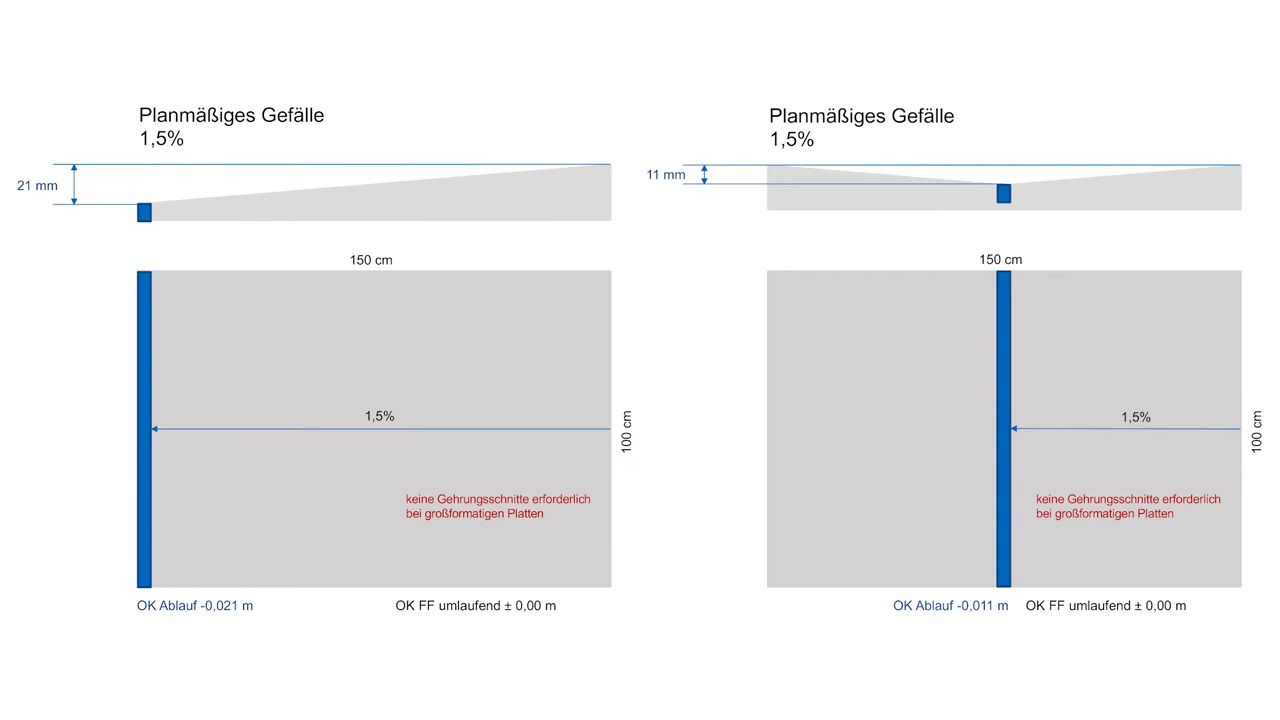 Planmäßiges Gefälle
1,5%
21 mm
150 cm
1,5%
100 cm
keine Gehrungsschnitte erforderlich
bei großformatigen Platten
OK Ablauf -0,021 m
OK FF umlaufend ± 0,00 m
Planmäßiges Gefälle
1,5%
11 mm
150 cm
1,5%
100 cm
keine Gehrungsschnitte erforderlich
bei großformatigen Platten
OK Ablauf -0,011 m
OK FF umlaufend ± 0,00 m